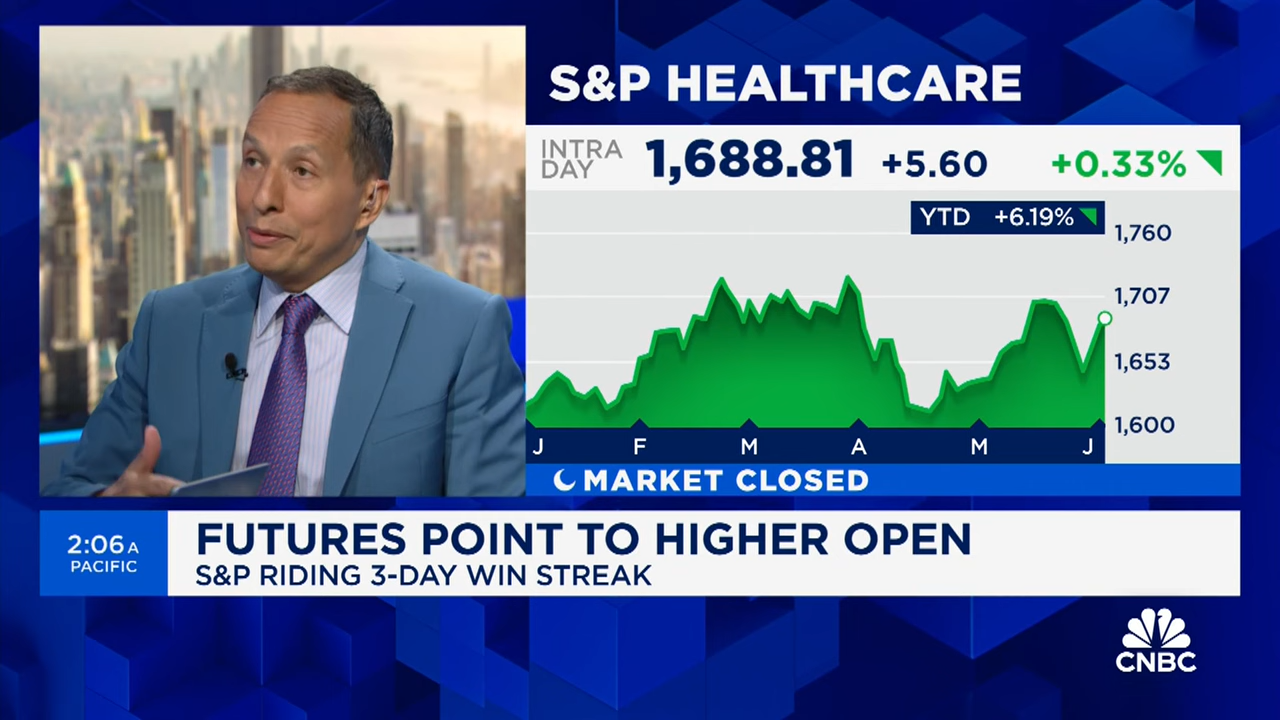 S&P HEALTHCARE
INTRA
DAY
1,688.81 +5.60 +0.33%
YTD +6.19%
1,760
1,707
1,653
1,600
J F M A M J
MARKET CLOSED
2:06 A
PACIFIC
FUTURES POINT TO HIGHER OPEN
S&P RIDING 3-DAY WIN STREAK
CNBC